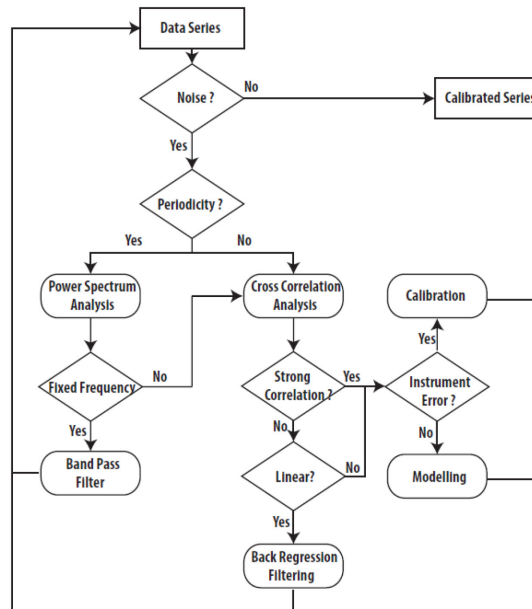 Data Series
Noise ?
No
Calibrated Series
Yes
Periodicity ?
Yes
No
Power Spectrum
Analysis
Cross Correlation
Analysis
Calibration
Yes
Fixed Frequency
No
Strong
Correlation ?
Yes
Instrument
Error ?
Yes
No
No
Band Pass
Filter
Linear?
No
Modelling
Yes
Back Regression
Filtering